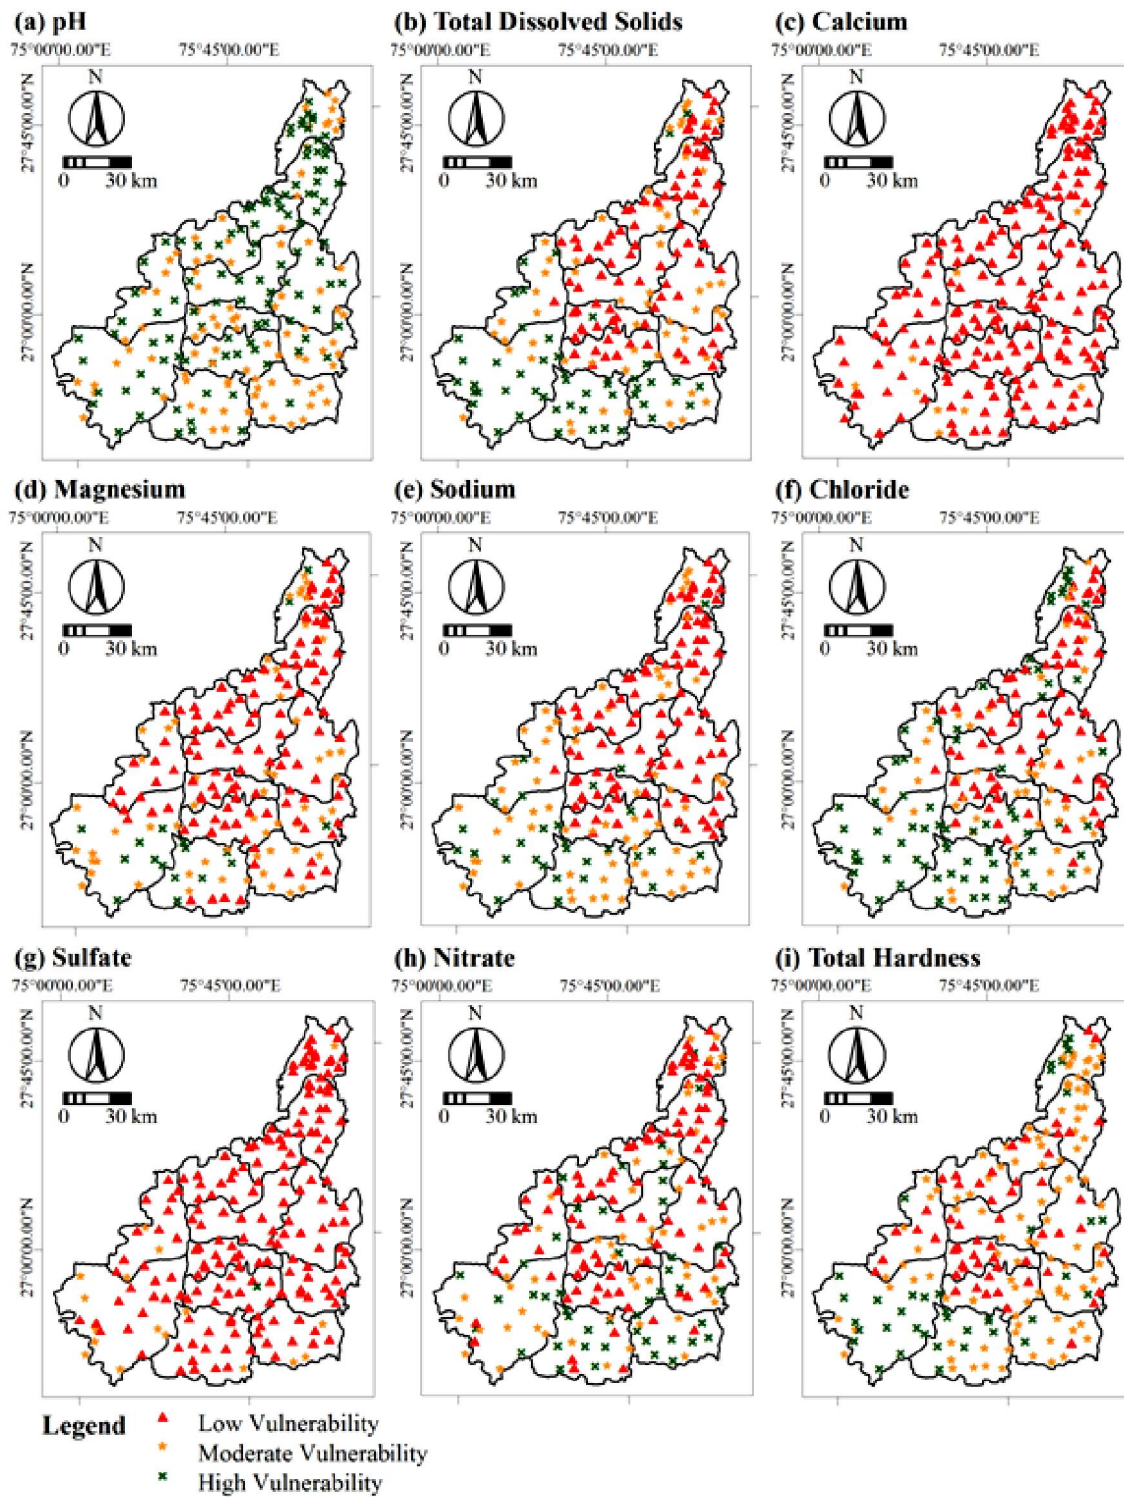 (a) pH (b) Total Dissolved Solids (c) Calcium
75°00'00.00"E 75°45'00.00"E 75°00'00.00"E 75°45'00.00"E 75°00'00.00"E 75°45'00.00"E
N N N
27°45'00.00"N 27°45'00.00"N 27°45'00.00"N
0 30 km 0 30 km 0 30 km
27°00'00.00"N 27°00'00.00"N 27°00'00.00"N
(d) Magnesium (e) Sodium (f) Chloride
75°00'00.00"E 75°45'00.00"E 75°00'00.00"E 75°45'00.00"E 75°00'00.00"E 75°45'00.00"E
N N N
27°45'00.00"N 27°45'00.00"N 27°45'00.00"N
0 30 km 0 30 km 0 30 km
27°00'00.00"N 27°00'00.00"N 27°00'00.00"N
(g) Sulfate (h) Nitrate (i) Total Hardness
75°00'00.00"E 75°45'00.00"E 75°00'00.00"E 75°45'00.00"E 75°00'00.00"E 75°45'00.00"E
N N N
27°45'00.00"N 27°45'00.00"N 27°45'00.00"N
0 30 km 0 30 km 0 30 km
27°00'00.00"N 27°00'00.00"N 27°00'00.00"N
Legend Low Vulnerability
Moderate Vulnerability
High Vulnerability